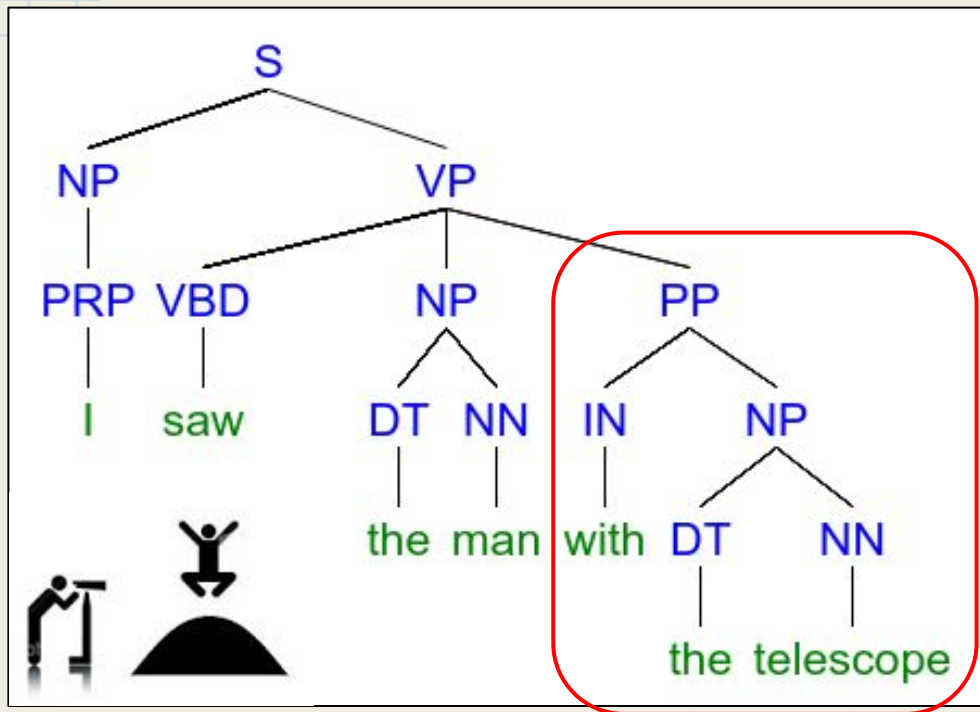 S
NP VP
PRP VBD NP PP
I saw DT NN IN NP
the man with DT NN
the telescope